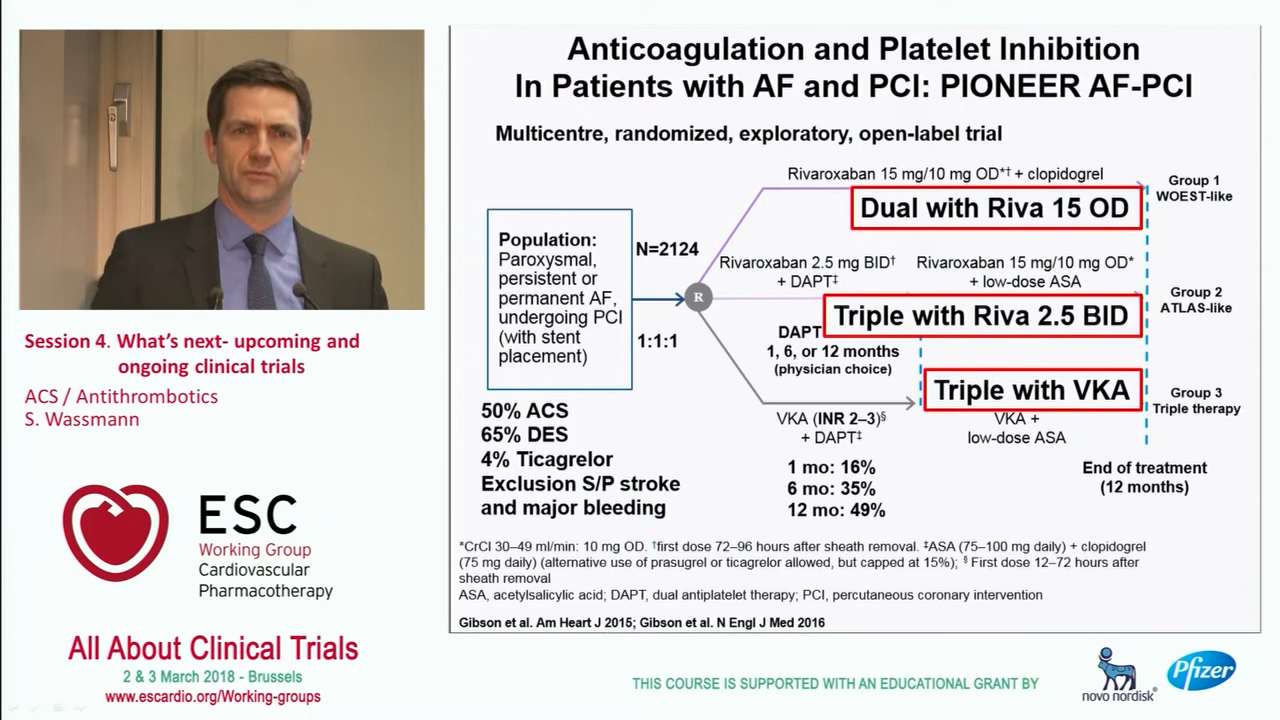 Anticoagulation and Platelet Inhibition
In Patients with AF and PCI: PIONEER AF-PCI
Multicentre, randomized, exploratory, open-label trial
Population:
Paroxysmal,
persistent or
permanent AF,
undergoing PCI
(with stent
placement)
N=2124
1:1:1
R
Rivaroxaban 15 mg/10 mg OD*† + clopidogrel
Dual with Riva 15 OD
Group 1
WOEST-like
Rivaroxaban 2.5 mg BID†
+ DAPT‡
Rivaroxaban 15 mg/10 mg OD*
+ low-dose ASA
Triple with Riva 2.5 BID
Group 2
ATLAS-like
DAPT
1, 6, or 12 months
(physician choice)
Triple with VKA
Group 3
Triple therapy
VKA (INR 2–3)§
+ DAPT‡
VKA +
low-dose ASA
1 mo: 16%
6 mo: 35%
12 mo: 49%
End of treatment
(12 months)
50% ACS
65% DES
4% Ticagrelor
Exclusion S/P stroke
and major bleeding
*CrCl 30–49 ml/min: 10 mg OD. †first dose 72–96 hours after sheath removal. ‡ASA (75–100 mg daily) + clopidogrel
(75 mg daily) (alternative use of prasugrel or ticagrelor allowed, but capped at 15%); § First dose 12–72 hours after
sheath removal
ASA, acetylsalicylic acid; DAPT, dual antiplatelet therapy; PCI, percutaneous coronary intervention
Gibson et al. Am Heart J 2015; Gibson et al. N Engl J Med 2016
Session 4. What's next- upcoming and
ongoing clinical trials
ACS / Antithrombotics
S. Wassmann
ESC
Working Group
Cardiovascular
Pharmacotherapy
All About Clinical Trials
2 & 3 March 2018 - Brussels
www.escardio.org/Working-groups
THIS COURSE IS SUPPORTED WITH AN EDUCATIONAL GRANT BY
novo nordisk®
Pfizer